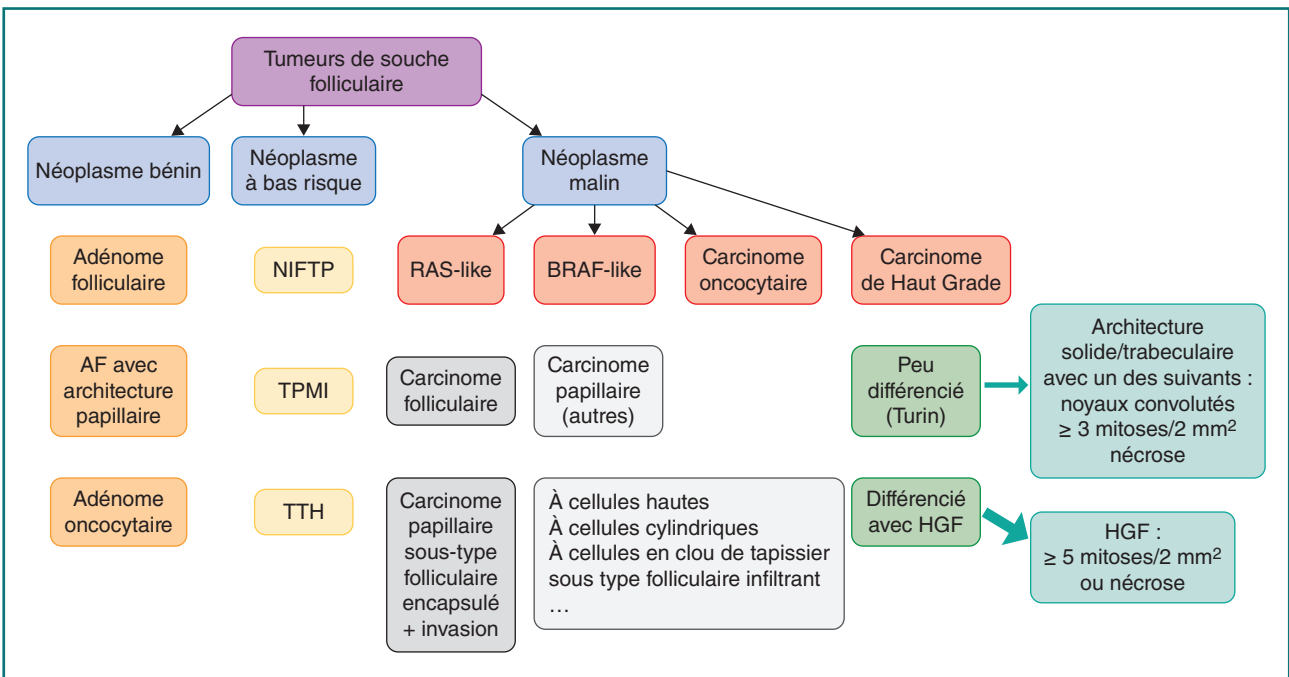 Tumeurs de souche
folliculaire
Néoplasme bénin
Néoplasme
à bas risque
Néoplasme
malin
Adénome
folliculaire
NIFTP
RAS-like
BRAF-like
Carcinome
oncocytaire
Carcinome
de Haut Grade
AF avec
architecture
papillaire
TPMI
Carcinome
folliculaire
Carcinome
papillaire
(autres)
Peu
différencié
(Turin)
Architecture
solide/trabeculaire
avec un des suivants :
noyaux convolutés
≥ 3 mitoses/2 mm²
nécrose
Adénome
oncocytaire
TTH
Carcinome
papillaire
sous-type
folliculaire
encapsulé
+ invasion
À cellules hautes
À cellules cylindriques
À cellules en clou de tapissier
sous type folliculaire infiltrant
…
Différencié
avec HGF
HGF :
≥ 5 mitoses/2 mm²
ou nécrose